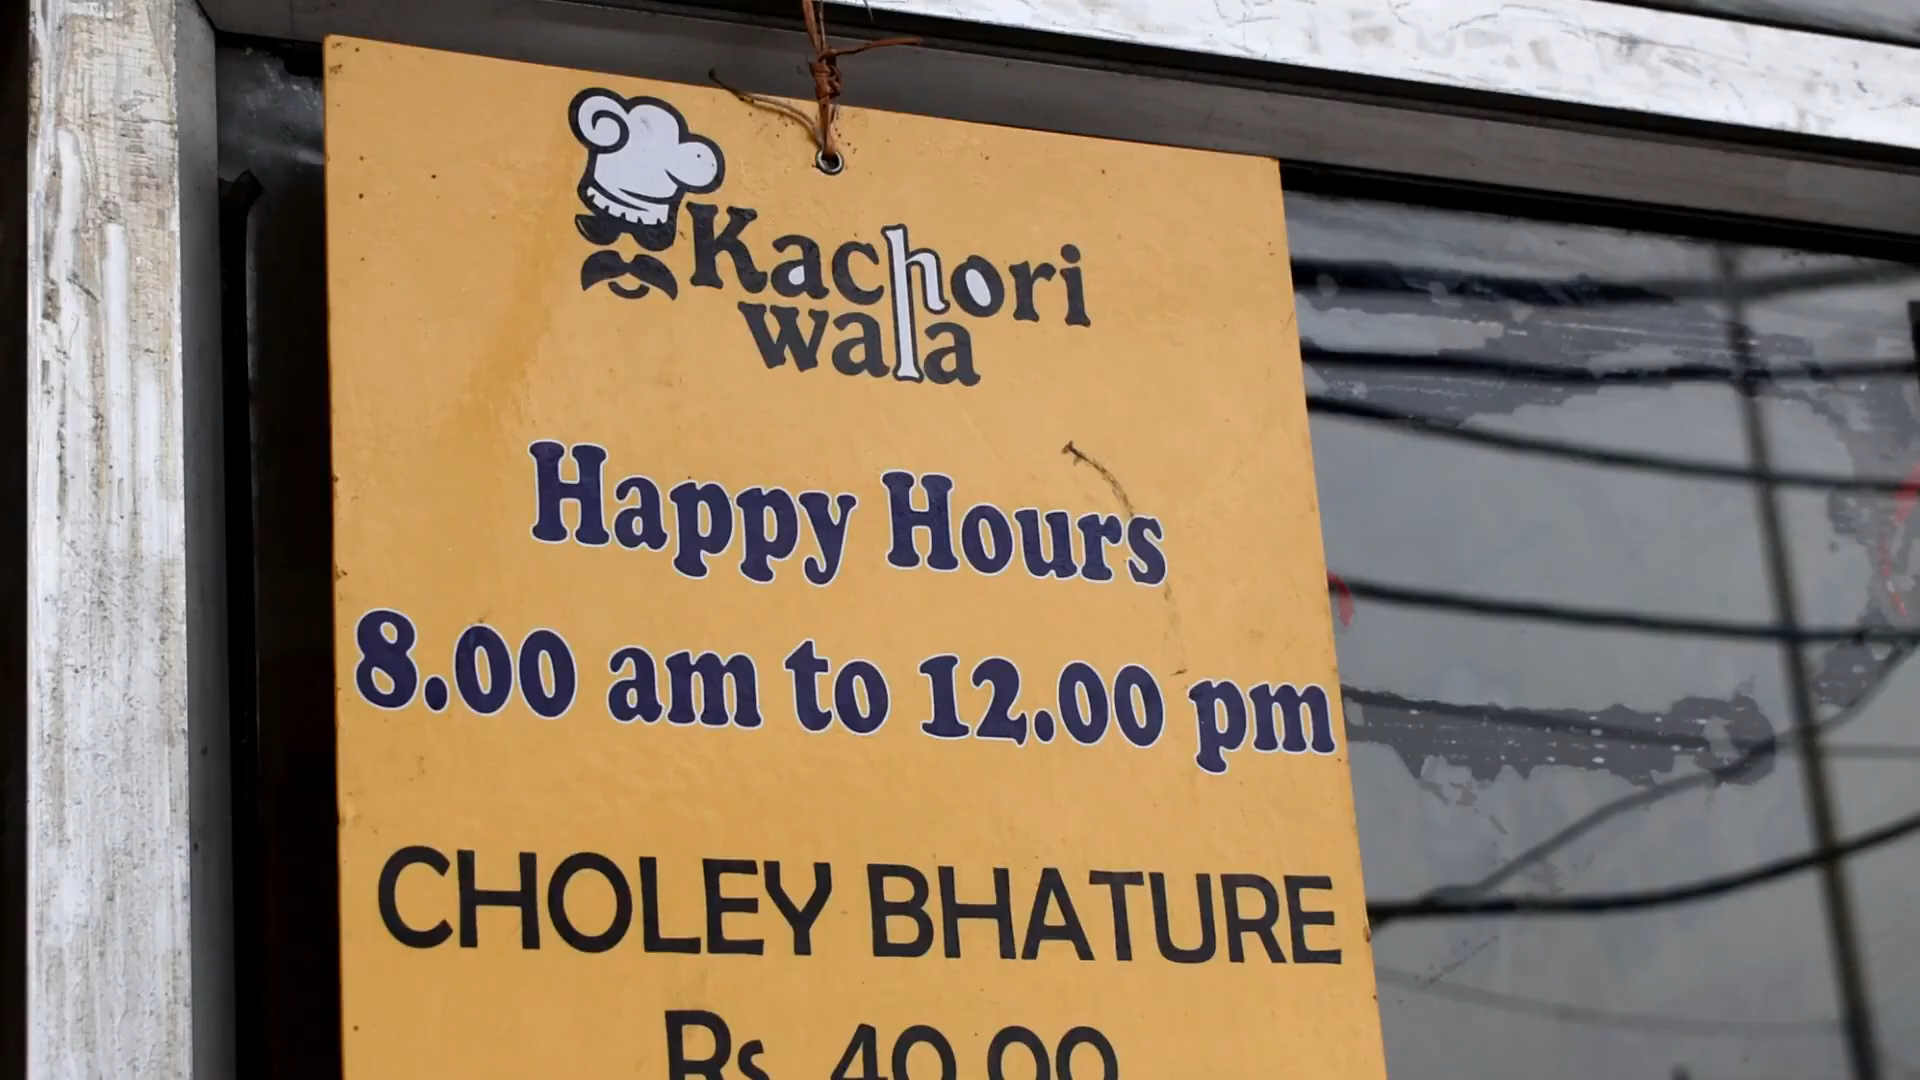 Kachori
wala
Happy Hours
8.00 am to 12.00 pm
CHOLEY BHATURE
Rs. 40.00